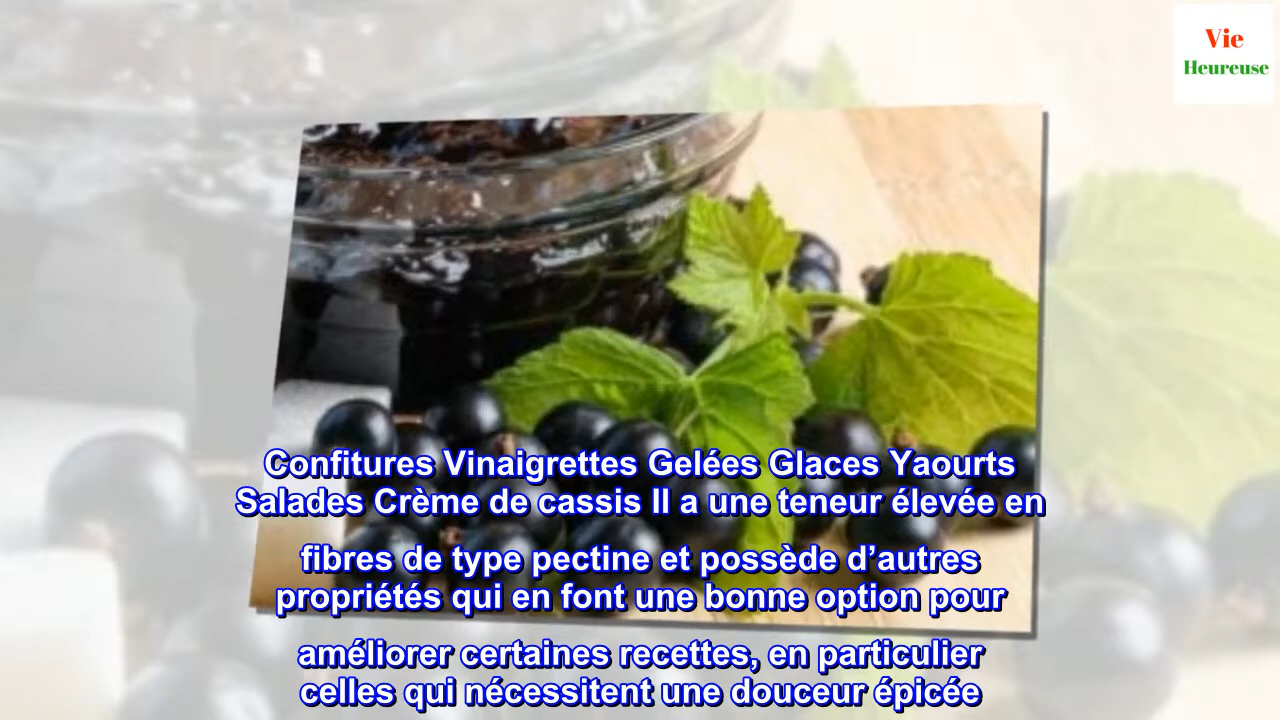 Vie
Heureuse
Confitures Vinaigrettes Gelées Glaces Yaourts
Salades Crème de cassis Il a une teneur élevée en
fibres de type pectine et possède d’autres
propriétés qui en font une bonne option pour
améliorer certaines recettes, en particulier
celles qui nécessitent une douceur épicée